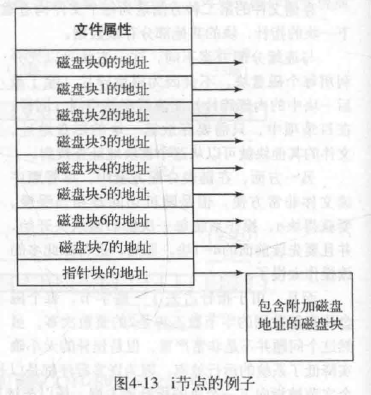 文件属性
磁盘块0的地址
磁盘块1的地址
磁盘块2的地址
磁盘块3的地址
磁盘块4的地址
磁盘块5的地址
磁盘块6的地址
磁盘块7的地址
指针块的地址
包含附加磁盘
地址的磁盘块
图4-13 i节点的例子